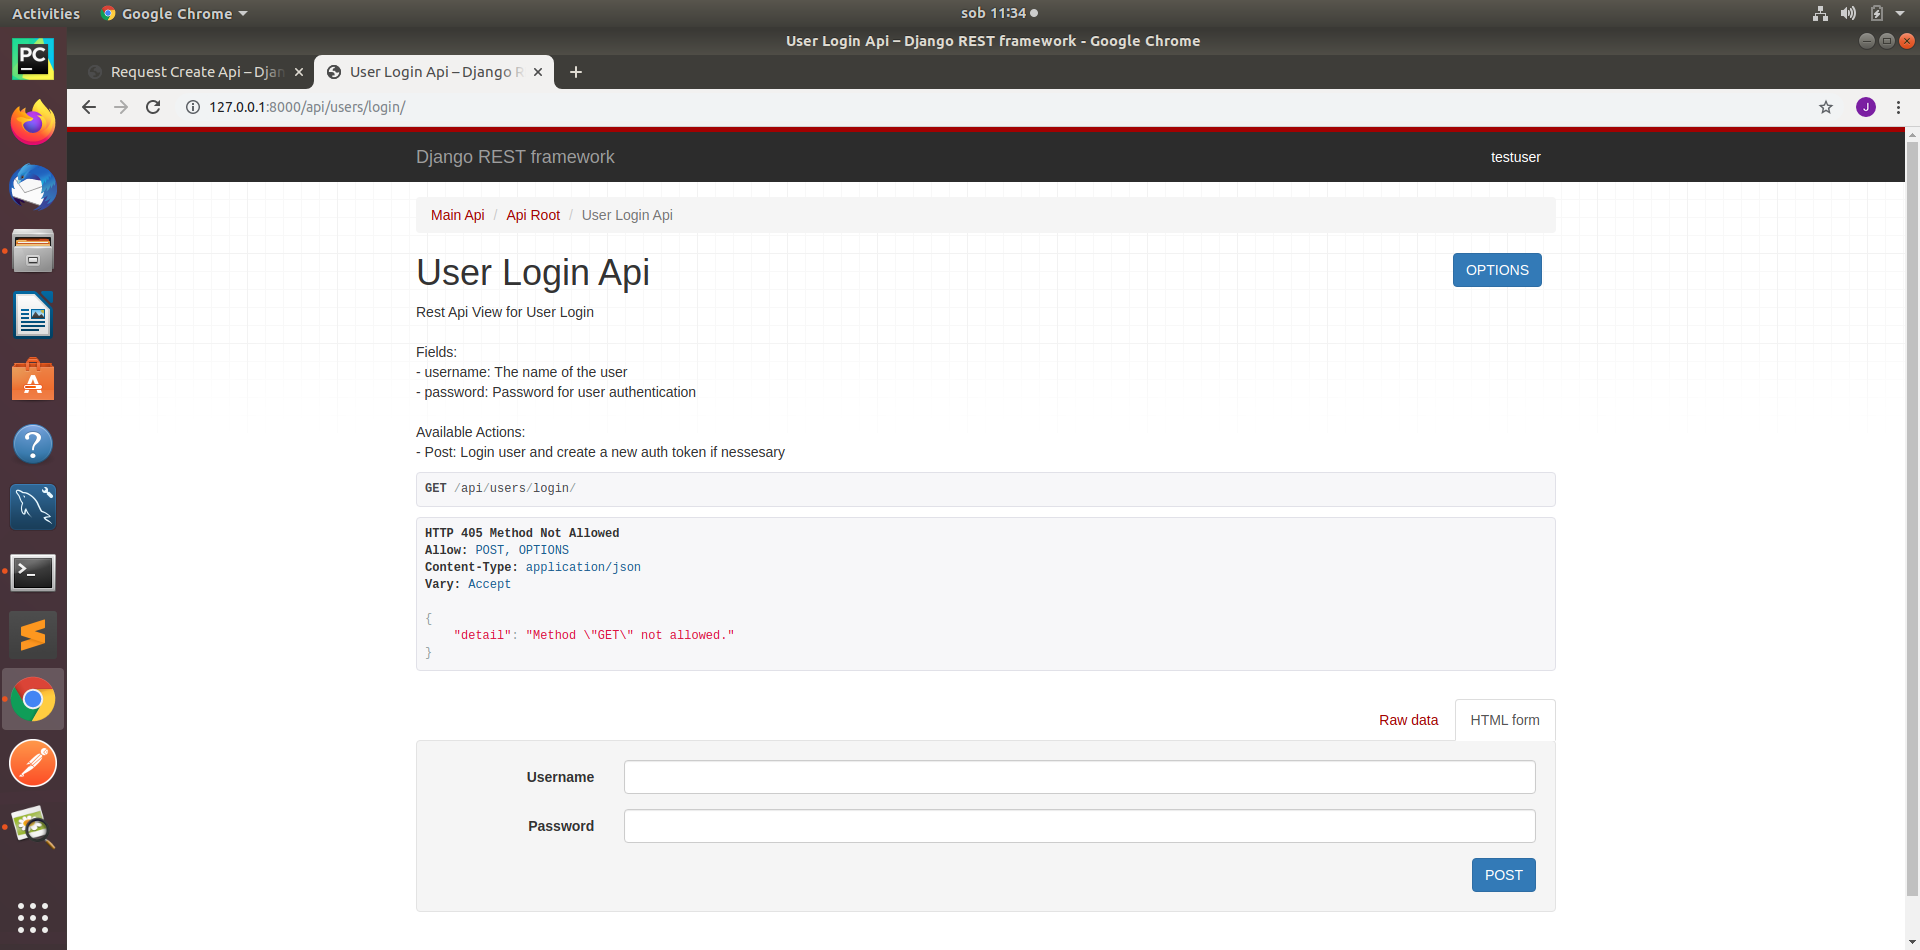 Activities
Google Chrome
sob 11:34
User Login Api – Django REST framework - Google Chrome
Request Create Api – Djan
User Login Api – Django R
127.0.0.1:8000/api/users/login/
J
Django REST framework
testuser
Main Api / Api Root / User Login Api
User Login Api
OPTIONS
Rest Api View for User Login
Fields:
- username: The name of the user
- password: Password for user authentication
Available Actions:
- Post: Login user and create a new auth token if nessesary
GET /api/users/login/
HTTP 405 Method Not Allowed
Allow: POST, OPTIONS
Content-Type: application/json
Vary: Accept
{
"detail": "Method \"GET\" not allowed."
}
Raw data
HTML form
Username
Password
POST
PC